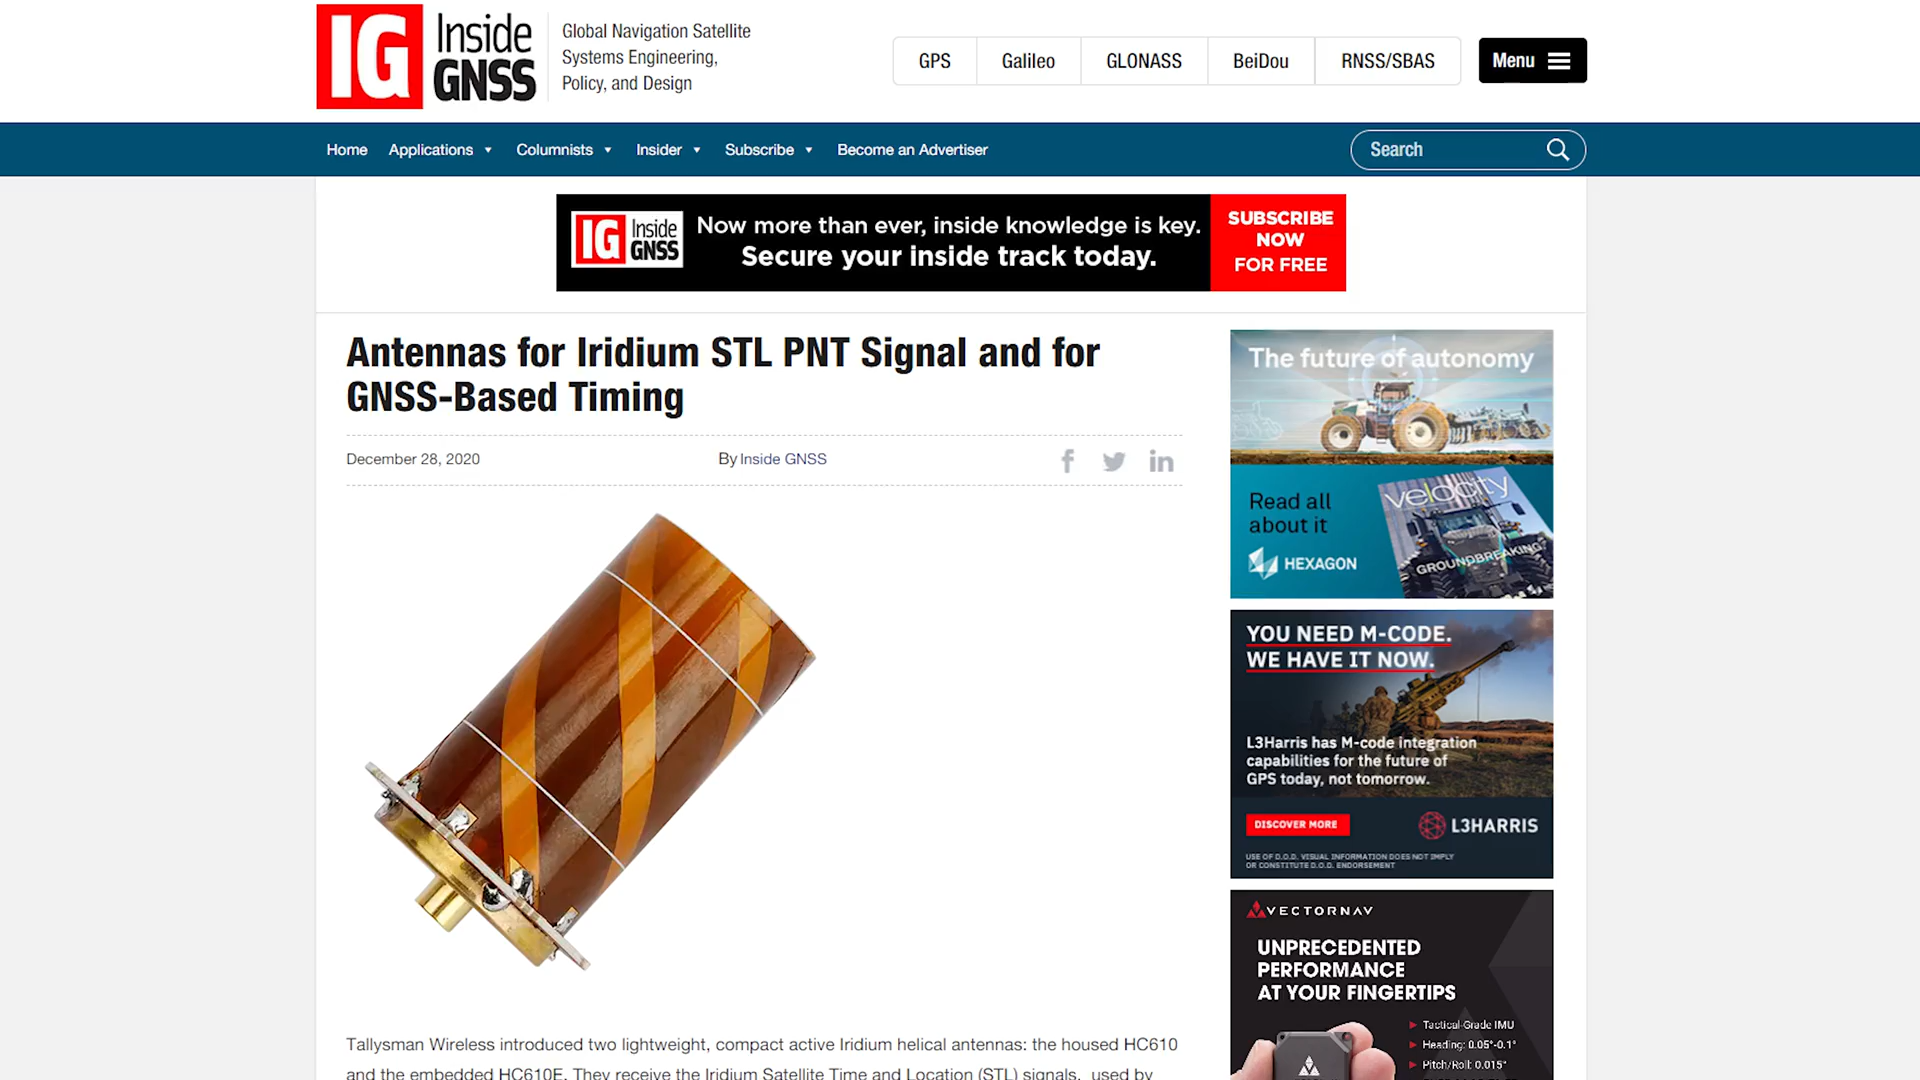 IG Inside GNSS
Global Navigation Satellite
Systems Engineering,
Policy, and Design
GPS
Galileo
GLONASS
BeiDou
RNSS/SBAS
Menu
Home
Applications
Columnists
Insider
Subscribe
Become an Advertiser
Search
IG Inside GNSS
Now more than ever, inside knowledge is key.
Secure your inside track today.
SUBSCRIBE
NOW
FOR FREE
Antennas for Iridium STL PNT Signal and for
GNSS-Based Timing
December 28, 2020
By Inside GNSS
The future of autonomy
Read all
about it
HEXAGON
velocity
GROUNDBREAKING
YOU NEED M-CODE.
WE HAVE IT NOW.
L3Harris has M-code integration
capabilities for the future of
GPS today, not tomorrow.
DISCOVER MORE
L3HARRIS
USE OF D.O.D. VISUAL INFORMATION DOES NOT IMPLY
OR CONSTITUTE D.O.D. ENDORSEMENT
VECTORNAV
UNPRECEDENTED
PERFORMANCE
AT YOUR FINGERTIPS
Tactical-Grade IMU
Heading: 0.05°-0.1°
Pitch/Roll: 0.015°
Tallysman Wireless introduced two lightweight, compact active Iridium helical antennas: the housed HC610
and the embedded HC610E. They receive the Iridium Satellite Time and Location (STL) signals, used by